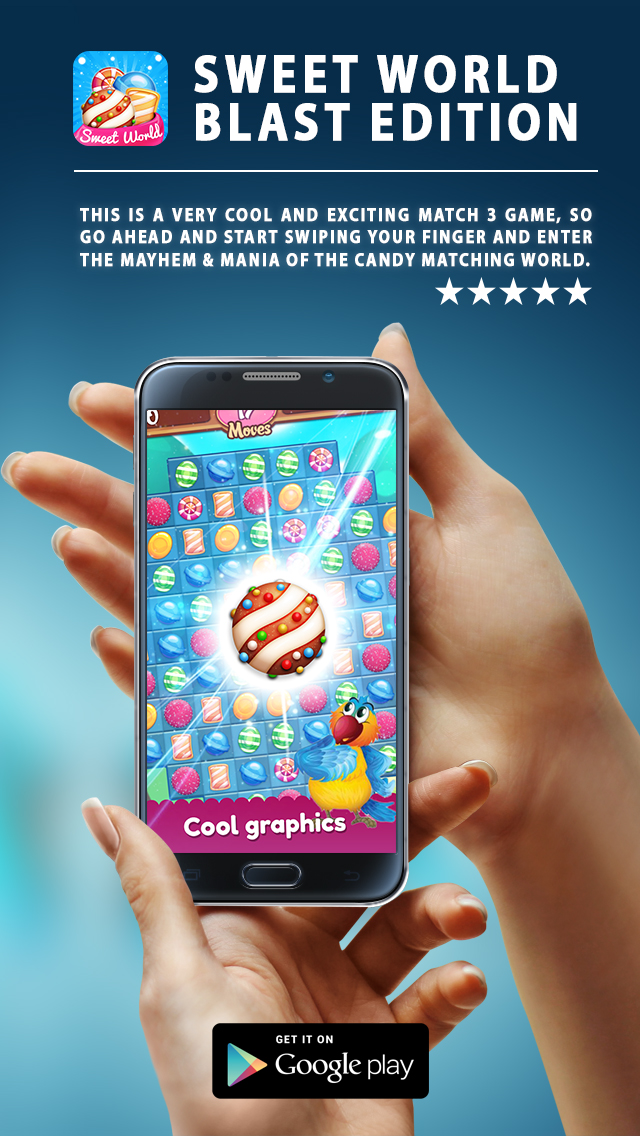 Sweet World
SWEET WORLD
BLAST EDITION
THIS IS A VERY COOL AND EXCITING MATCH 3 GAME, SO
GO AHEAD AND START SWIPING YOUR FINGER AND ENTER
THE MAYHEM & MANIA OF THE CANDY MATCHING WORLD.
Moves
Cool graphics
GET IT ON
Google play